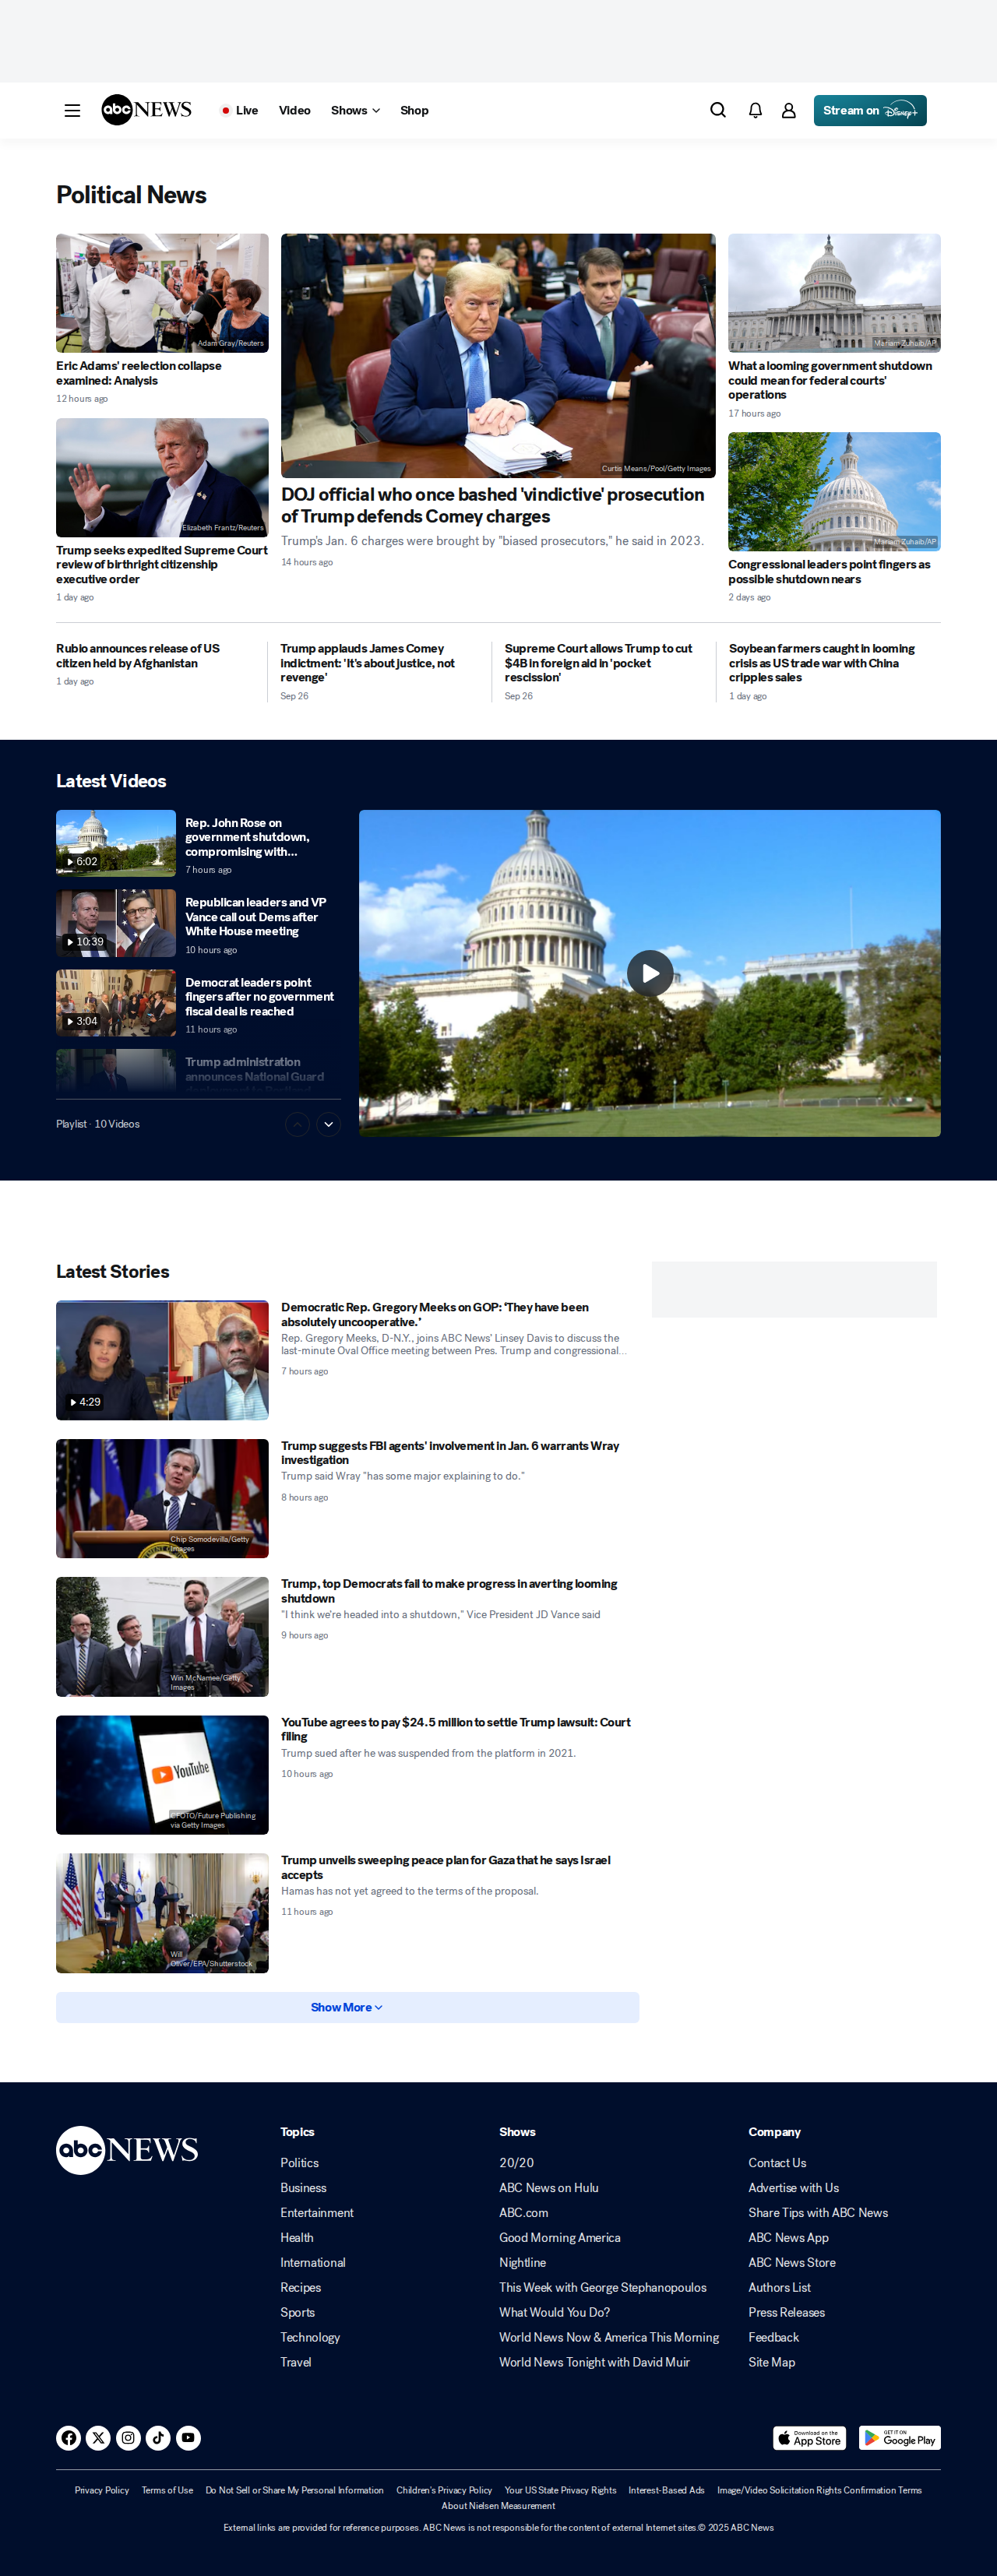 abc NEWS
Live
Video
Shows
Shop
Stream on Disney+
Political News
Adam Gray/Reuters
Eric Adams' reelection collapse
examined: Analysis
12 hours ago
Elizabeth Frantz/Reuters
Trump seeks expedited Supreme Court
review of birthright citizenship
executive order
1 day ago
Curtis Means/Pool/Getty Images
DOJ official who once bashed 'vindictive' prosecution
of Trump defends Comey charges
Trump's Jan. 6 charges were brought by "biased prosecutors," he said in 2023.
14 hours ago
Mariam Zuhaib/AP
What a looming government shutdown
could mean for federal courts'
operations
17 hours ago
Mariam Zuhaib/AP
Congressional leaders point fingers as
possible shutdown nears
2 days ago
Rubio announces release of US
citizen held by Afghanistan
1 day ago
Trump applauds James Comey
indictment: 'It's about justice, not
revenge'
Sep 26
Supreme Court allows Trump to cut
$4B in foreign aid in 'pocket
rescission'
Sep 26
Soybean farmers caught in looming
crisis as US trade war with China
cripples sales
1 day ago
Latest Videos
6:02
Rep. John Rose on
government shutdown,
compromising with...
7 hours ago
10:39
Republican leaders and VP
Vance call out Dems after
White House meeting
10 hours ago
3:04
Democrat leaders point
fingers after no government
fiscal deal is reached
11 hours ago
Trump administration
announces National Guard
Playlist · 10 Videos
Latest Stories
4:29
Democratic Rep. Gregory Meeks on GOP: 'They have been
absolutely uncooperative.'
Rep. Gregory Meeks, D-N.Y., joins ABC News' Linsey Davis to discuss the
last-minute Oval Office meeting between Pres. Trump and congressional...
7 hours ago
Chip Somodevilla/Getty
Images
Trump suggests FBI agents' involvement in Jan. 6 warrants Wray
investigation
Trump said Wray "has some major explaining to do."
8 hours ago
Win McNamee/Getty
Images
Trump, top Democrats fail to make progress in averting looming
shutdown
"I think we're headed into a shutdown," Vice President JD Vance said
9 hours ago
YouTube
CFOTO/Future Publishing
via Getty Images
YouTube agrees to pay $24.5 million to settle Trump lawsuit: Court
filing
Trump sued after he was suspended from the platform in 2021.
10 hours ago
Will
Oliver/EPA/Shutterstock
Trump unveils sweeping peace plan for Gaza that he says Israel
accepts
Hamas has not yet agreed to the terms of the proposal.
11 hours ago
Show More
abc NEWS
Topics
Politics
Business
Entertainment
Health
International
Recipes
Sports
Technology
Travel
Shows
20/20
ABC News on Hulu
ABC.com
Good Morning America
Nightline
This Week with George Stephanopoulos
What Would You Do?
World News Now & America This Morning
World News Tonight with David Muir
Company
Contact Us
Advertise with Us
Share Tips with ABC News
ABC News App
ABC News Store
Authors List
Press Releases
Feedback
Site Map
Download on the
App Store
GET IT ON
Google Play
Privacy Policy Terms of Use Do Not Sell or Share My Personal Information Children's Privacy Policy Your US State Privacy Rights Interest-Based Ads Image/Video Solicitation Rights Confirmation Terms
About Nielsen Measurement
External links are provided for reference purposes. ABC News is not responsible for the content of external Internet sites.© 2025 ABC News